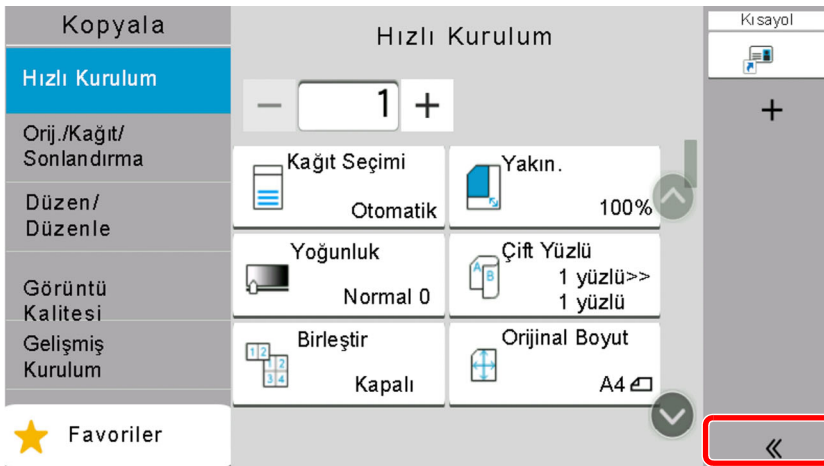 Kopyala
Hızlı Kurulum
Orij./Kağıt/
Sonlandırma
Düzen/
Düzenle
Görüntü
Kalitesi
Gelişmiş
Kurulum
Favoriler
Hızlı Kurulum
− 1 +
Kağıt Seçimi
Otomatik
Yakın.
100%
Yoğunluk
Normal 0
Çift Yüzlü
1 yüzlü>>
1 yüzlü
Birleştir
Kapalı
Orijinal Boyut
A4
Kısayol
+
«